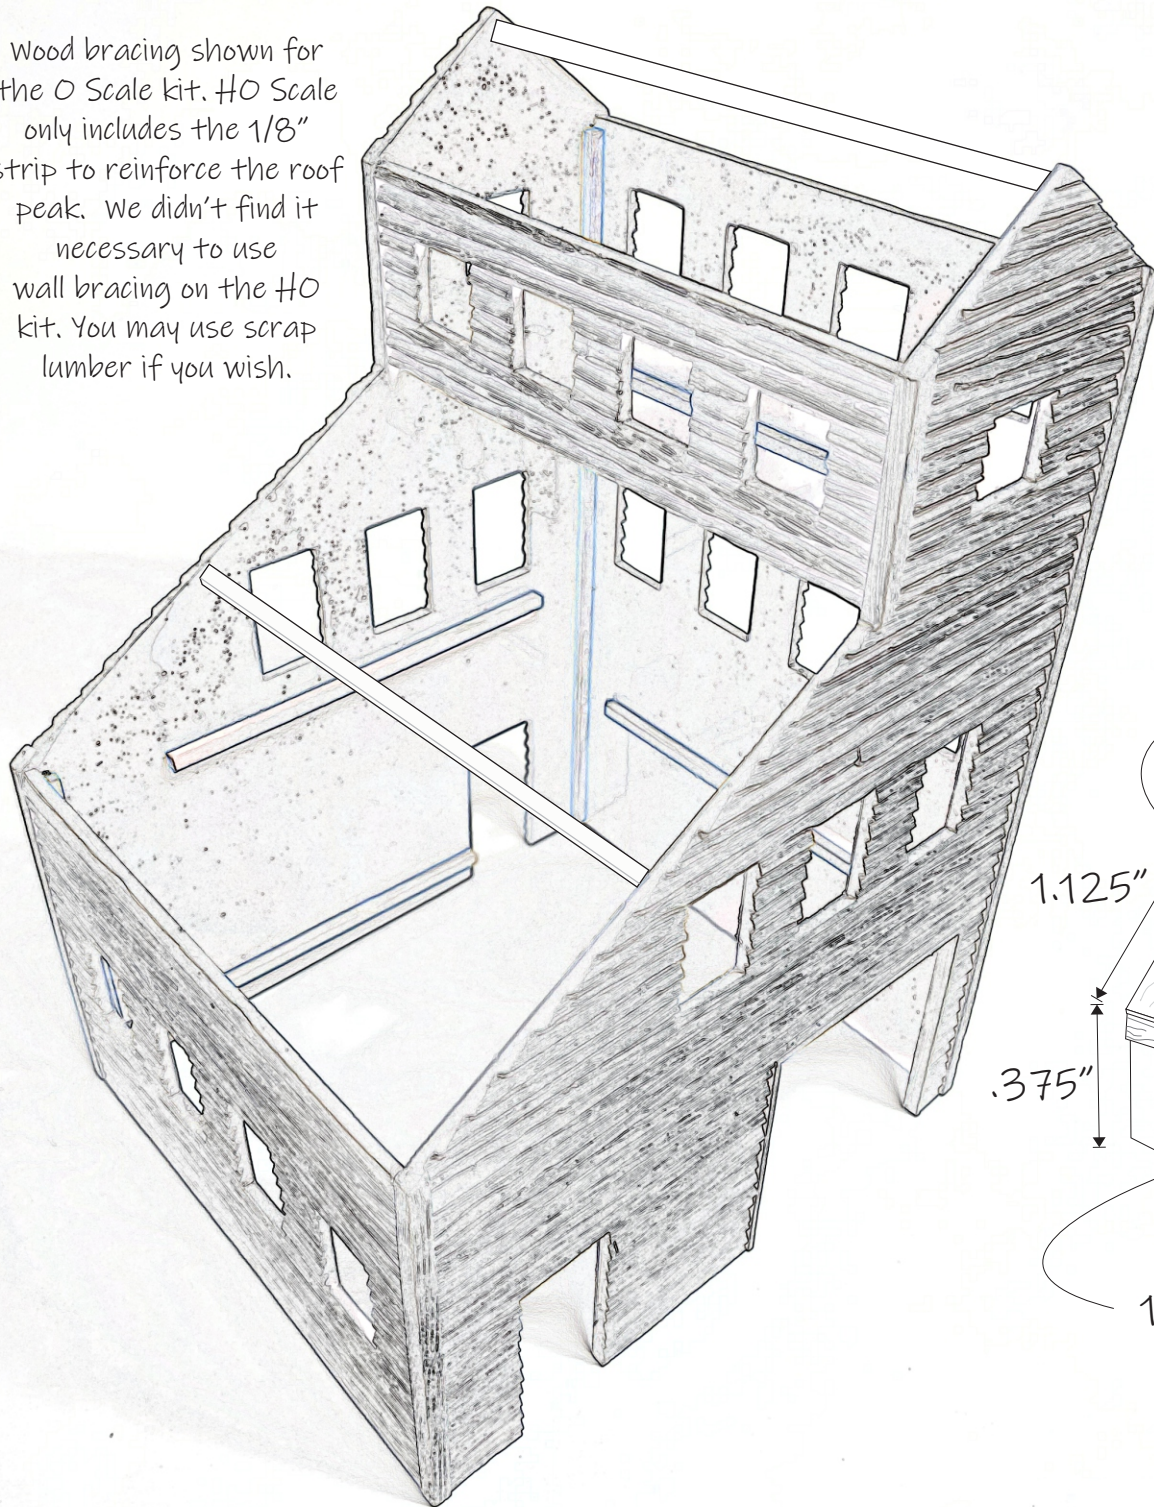 Wood bracing shown for
the O Scale kit. HO Scale
only includes the 1/8"
strip to reinforce the roof
peak. We didn't find it
necessary to use
wall bracing on the HO
kit. You may use scrap
lumber if you wish.
1.125"
.375"
1